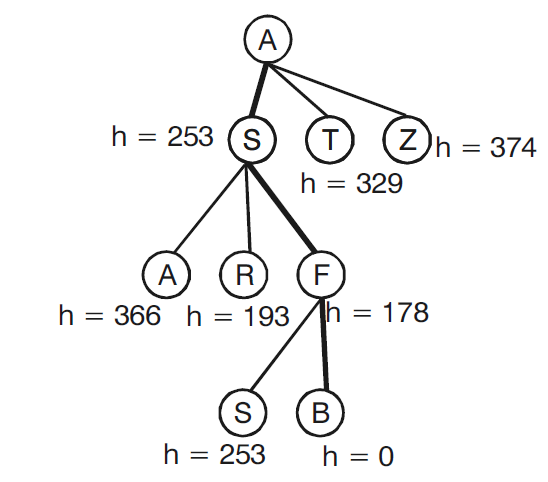 A
h = 253 S T Z h = 374
h = 329
A R F
h = 366 h = 193 h = 178
S B
h = 253 h = 0